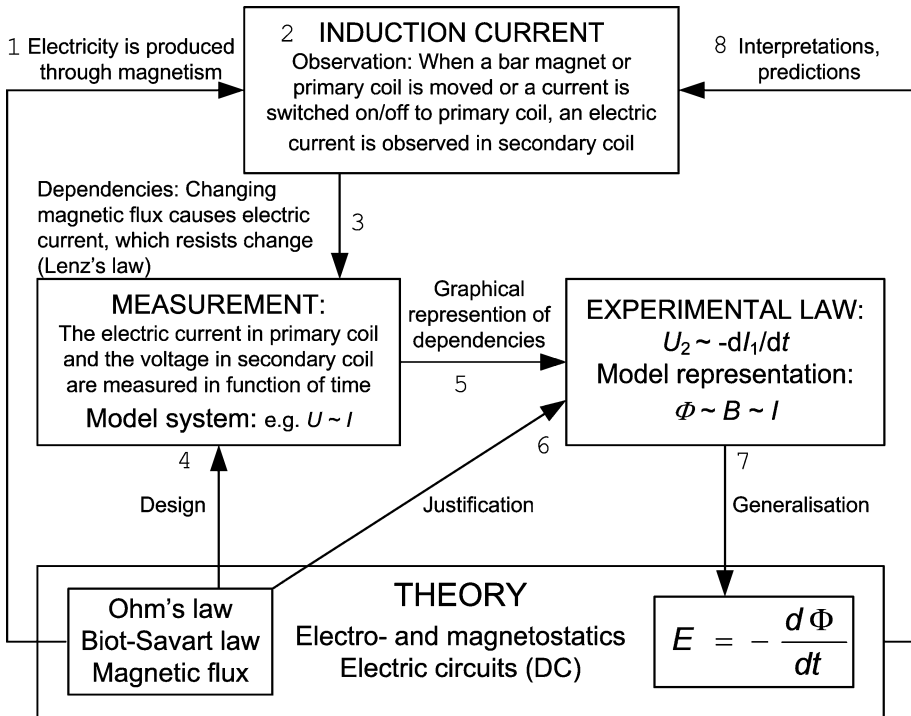 1 Electricity is produced
through magnetism
2 INDUCTION CURRENT
Observation: When a bar magnet or
primary coil is moved or a current is
switched on/off to primary coil, an electric
current is observed in secondary coil
8 Interpretations,
predictions
Dependencies: Changing
magnetic flux causes electric
current, which resists change
(Lenz's law)
3
MEASUREMENT:
The electric current in primary coil
and the voltage in secondary coil
are measured in function of time
Model system: e.g. U ~ I
Graphical
represention of
dependencies
5
EXPERIMENTAL LAW:
U₂ ~ -dI₁/dt
Model representation:
Φ ~ B ~ I
4
Design
6
Justification
7
Generalisation
THEORY
Electro- and magnetostatics
Electric circuits (DC)
Ohm's law
Biot-Savart law
Magnetic flux
E = - d Φ / dt